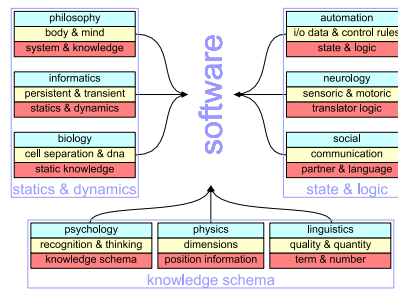 philosophy
body & mind
system & knowledge
informatics
persistent & transient
statics & dynamics
biology
cell separation & dna
static knowledge
statics & dynamics
software
automation
i/o data & control rules
state & logic
neurology
sensoric & motoric
translator logic
social
communication
partner & language
state & logic
psychology
recognition & thinking
knowledge schema
physics
dimensions
position information
linguistics
quality & quantity
term & number
knowledge schema